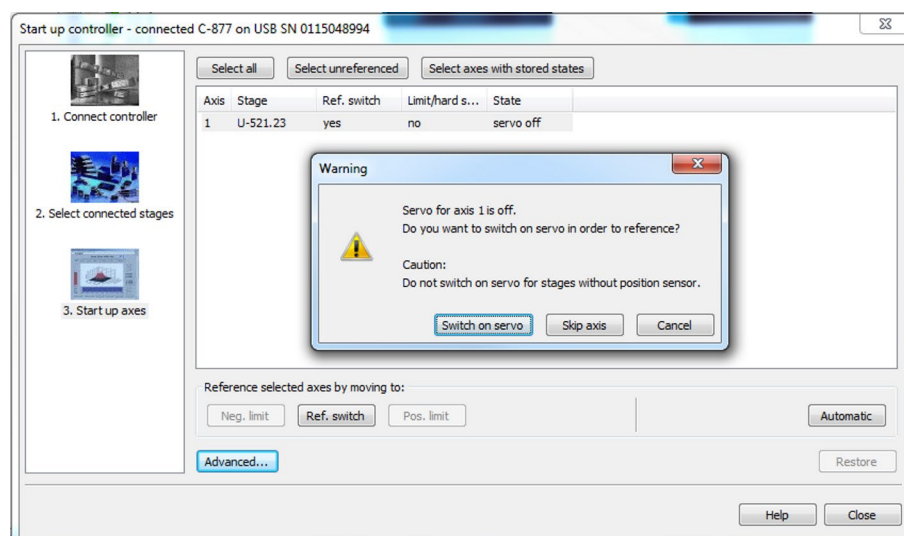 Start up controller - connected C-877 on USB SN 0115048994
1. Connect controller
2. Select connected stages
3. Start up axes
Select all Select unreferenced Select axes with stored states
Axis Stage Ref. switch Limit/hard s... State
1 U-521.23 yes no servo off
Warning
Servo for axis 1 is off.
Do you want to switch on servo in order to reference?
Caution:
Do not switch on servo for stages without position sensor.
Switch on servo Skip axis Cancel
Reference selected axes by moving to:
Neg. limit Ref. switch Pos. limit Automatic
Advanced... Restore
Help Close